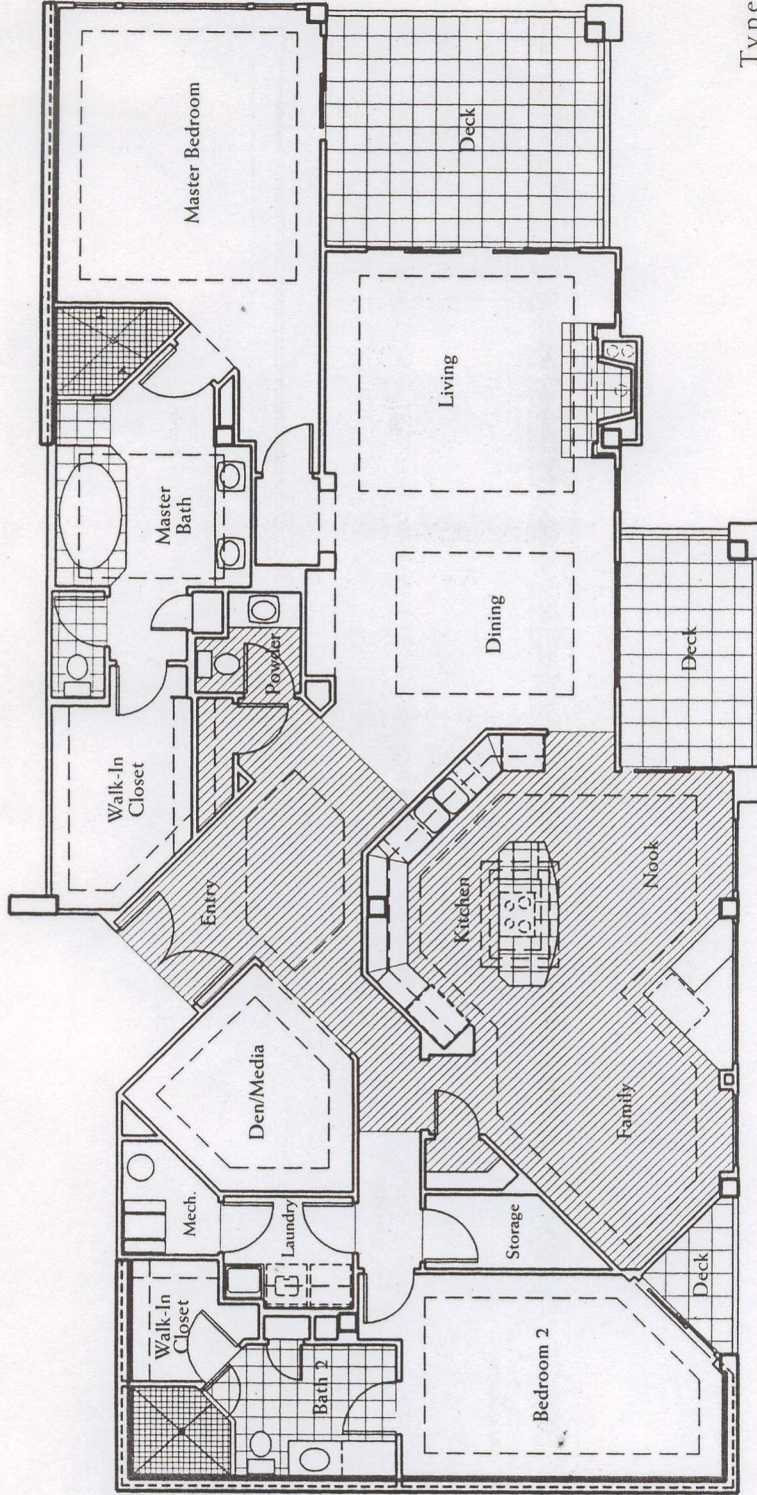 Type
Master Bedroom
Deck
Living
Master
Bath
Powder
Dining
Deck
Walk-In
Closet
Entry
Kitchen
Nook
Den/Media
Family
Mech.
Laundry
Storage
Deck
Walk-In
Closet
Bath 2
Bedroom 2